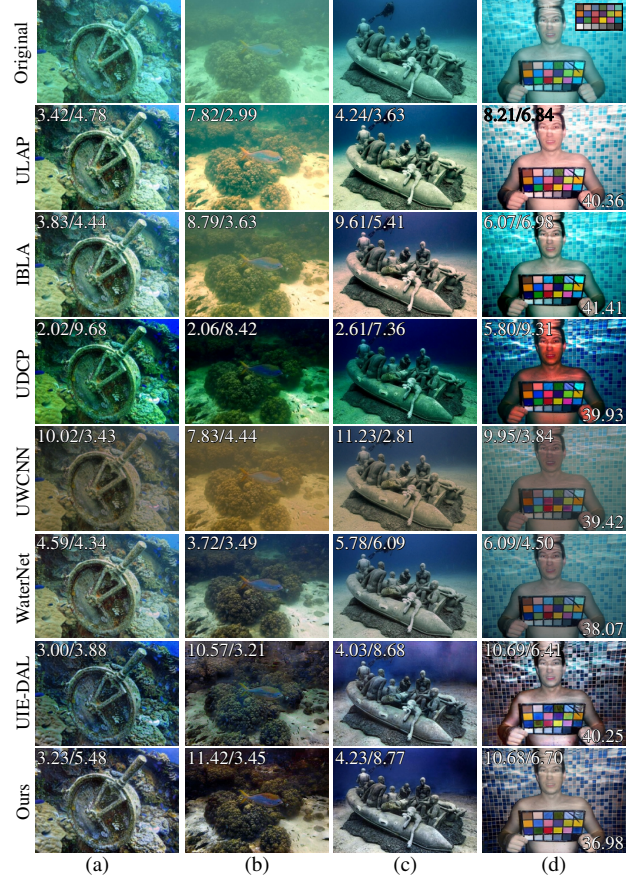 Original
ULAP
3.42/4.78
7.82/2.99
4.24/3.63
8.21/6.84
40.36
IBLA
3.83/4.44
8.79/3.63
9.61/5.41
6.07/6.98
41.41
UDCP
2.02/9.68
2.06/8.42
2.61/7.36
5.80/9.31
39.93
UWCNN
10.02/3.43
7.83/4.44
11.23/2.81
9.95/3.84
39.42
WaterNet
4.59/4.34
3.72/3.49
5.78/6.09
6.09/4.50
38.07
UIE-DAL
3.00/3.88
10.57/3.21
4.03/8.68
10.69/6.41
40.25
Ours
3.23/5.48
11.42/3.45
4.23/8.77
10.68/6.70
36.98
(a)
(b)
(c)
(d)